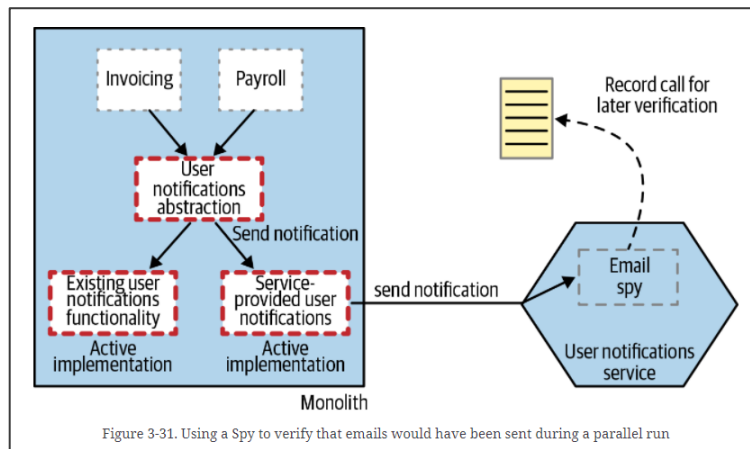 Invoicing
Payroll
User
notifications
abstraction
Send notification
Existing user
notifications
functionality
Service-
provided user
notifications
Active
implementation
Active
implementation
Monolith
send notification
Record call for
later verification
Email
spy
User notifications
service
Figure 3-31. Using a Spy to verify that emails would have been sent during a parallel run